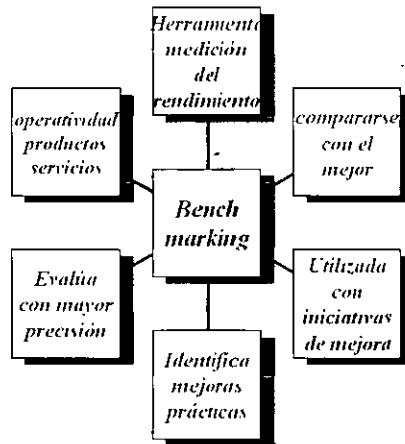 Herramienta
medición
del
rendimiento
operatividad
productos
servicios
compararse
con el
mejor
Bench
marking
Evalúa
con mayor
precisión
Utilizada
con
iniciativas
de mejora
Identifica
mejoras
prácticas